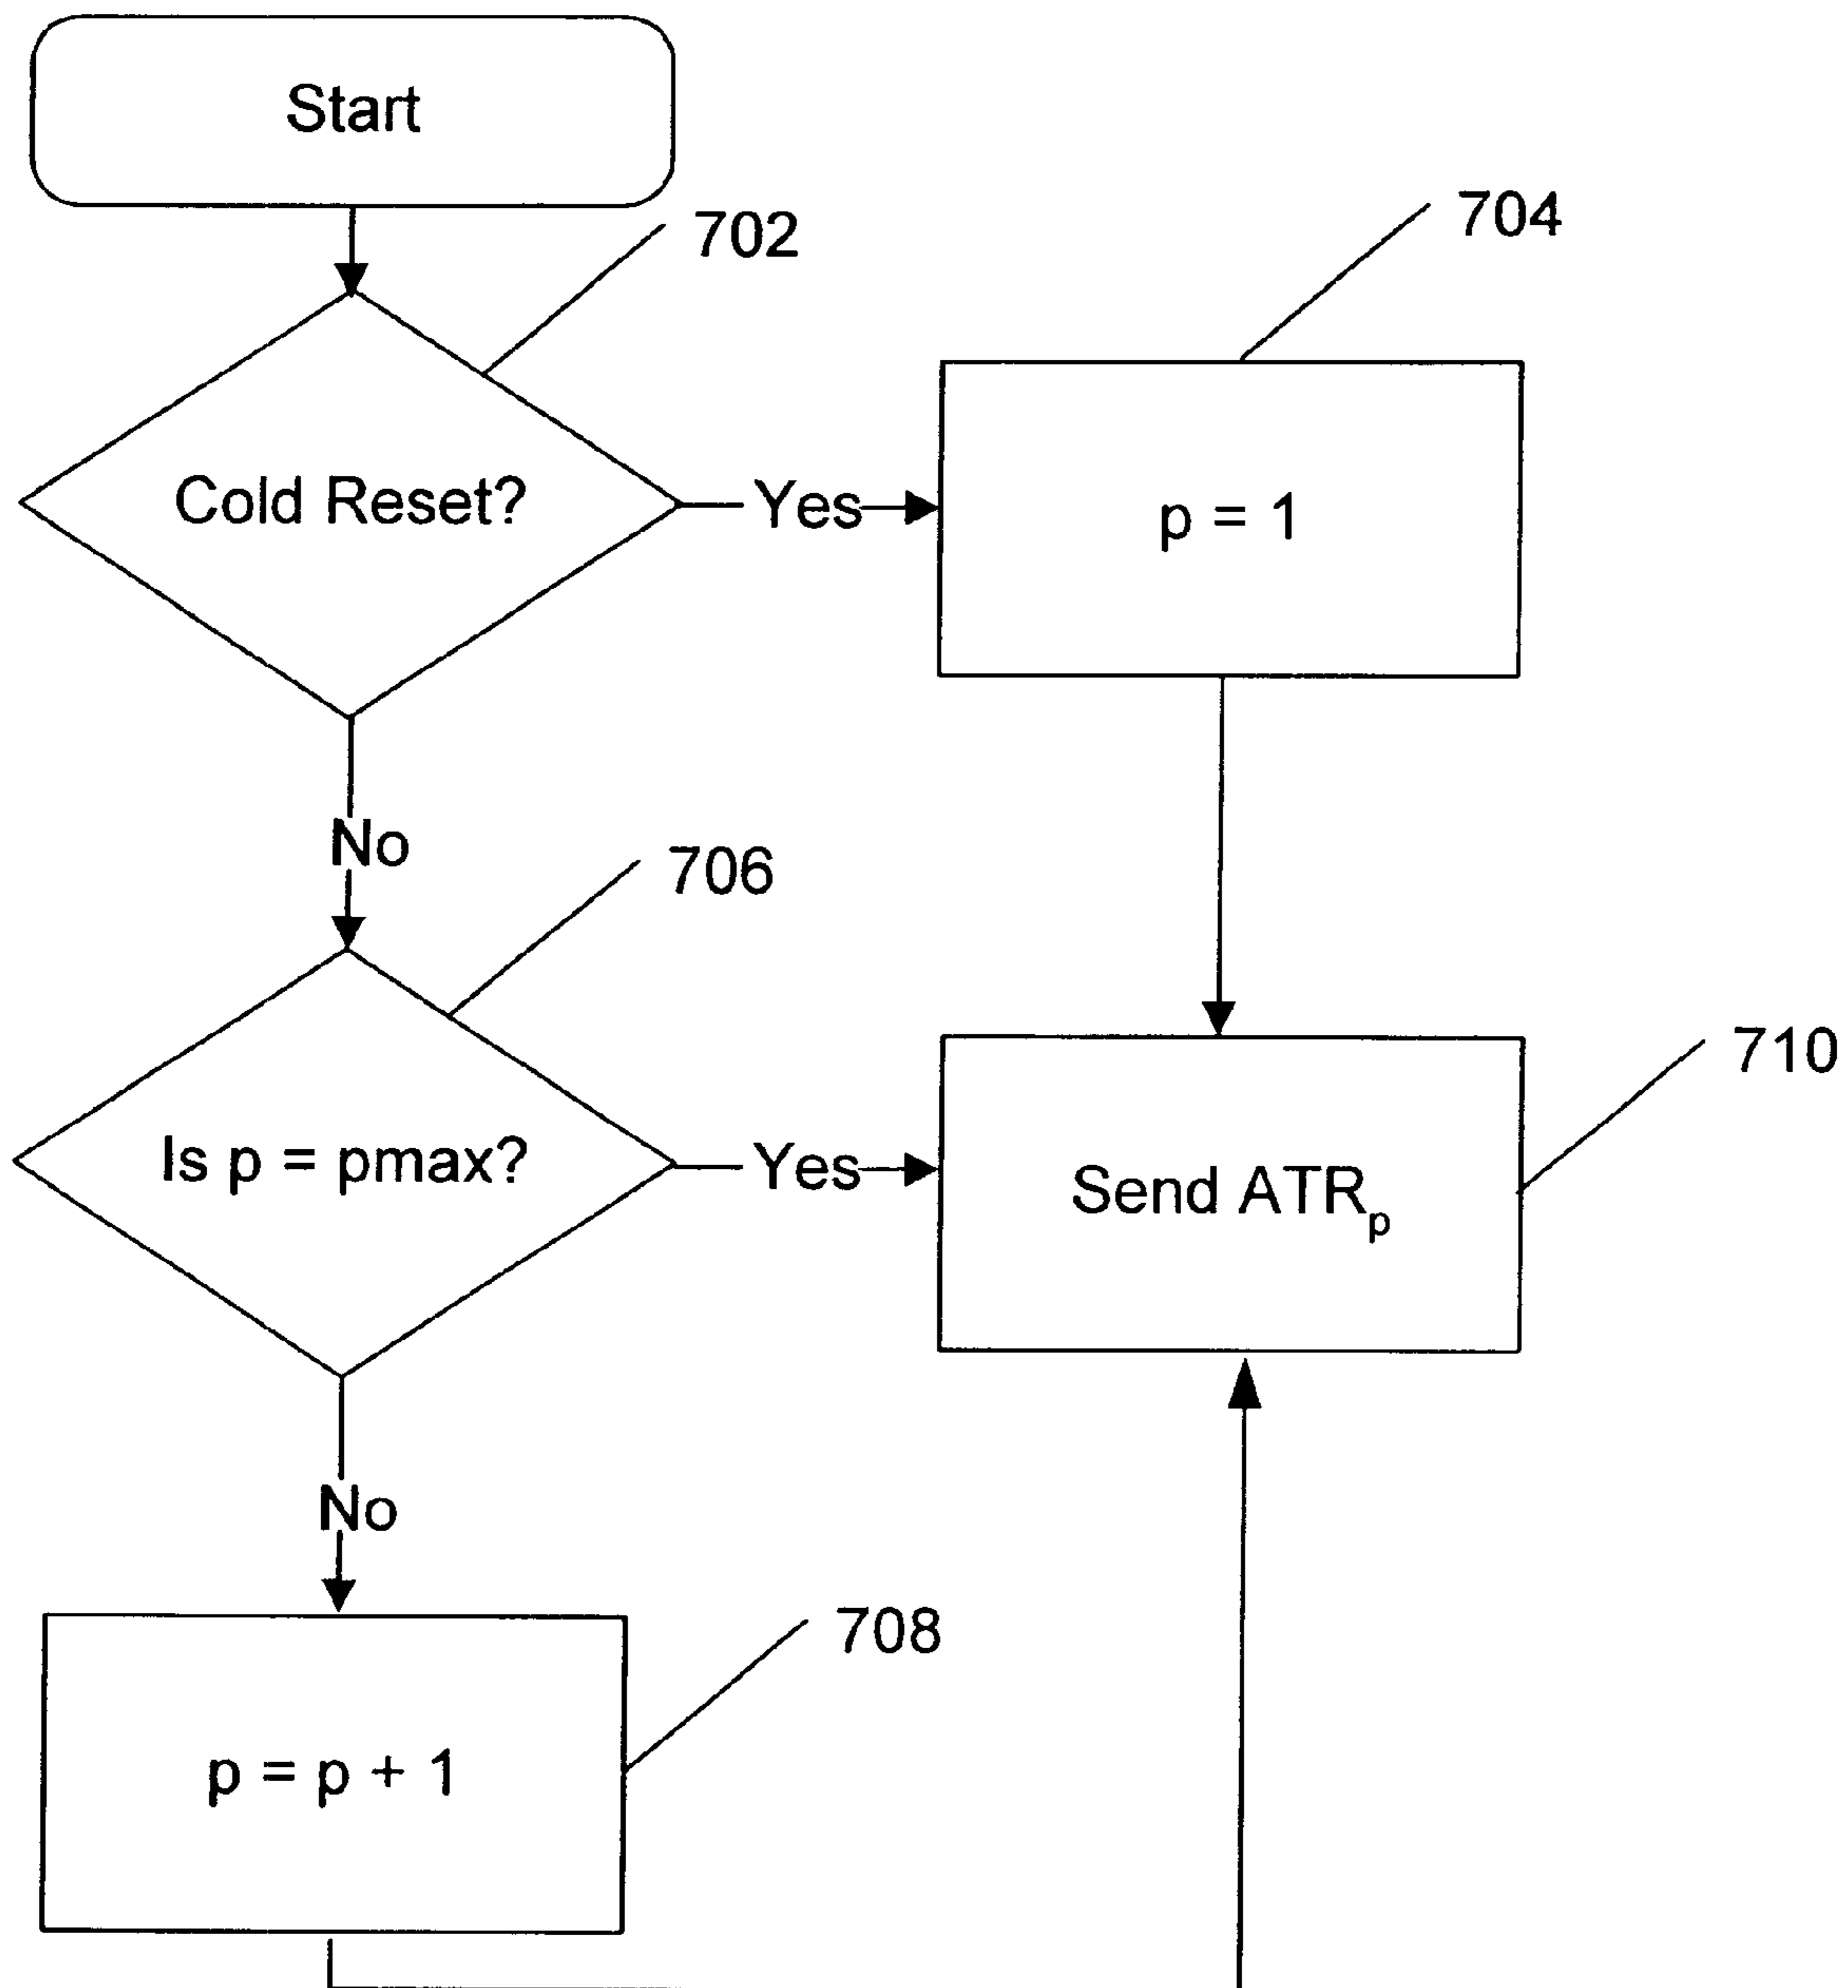 Start
702
704
Cold Reset?
Yes
p = 1
No
706
710
Is p = pmax?
Yes
Send ATRp
No
708
p = p + 1